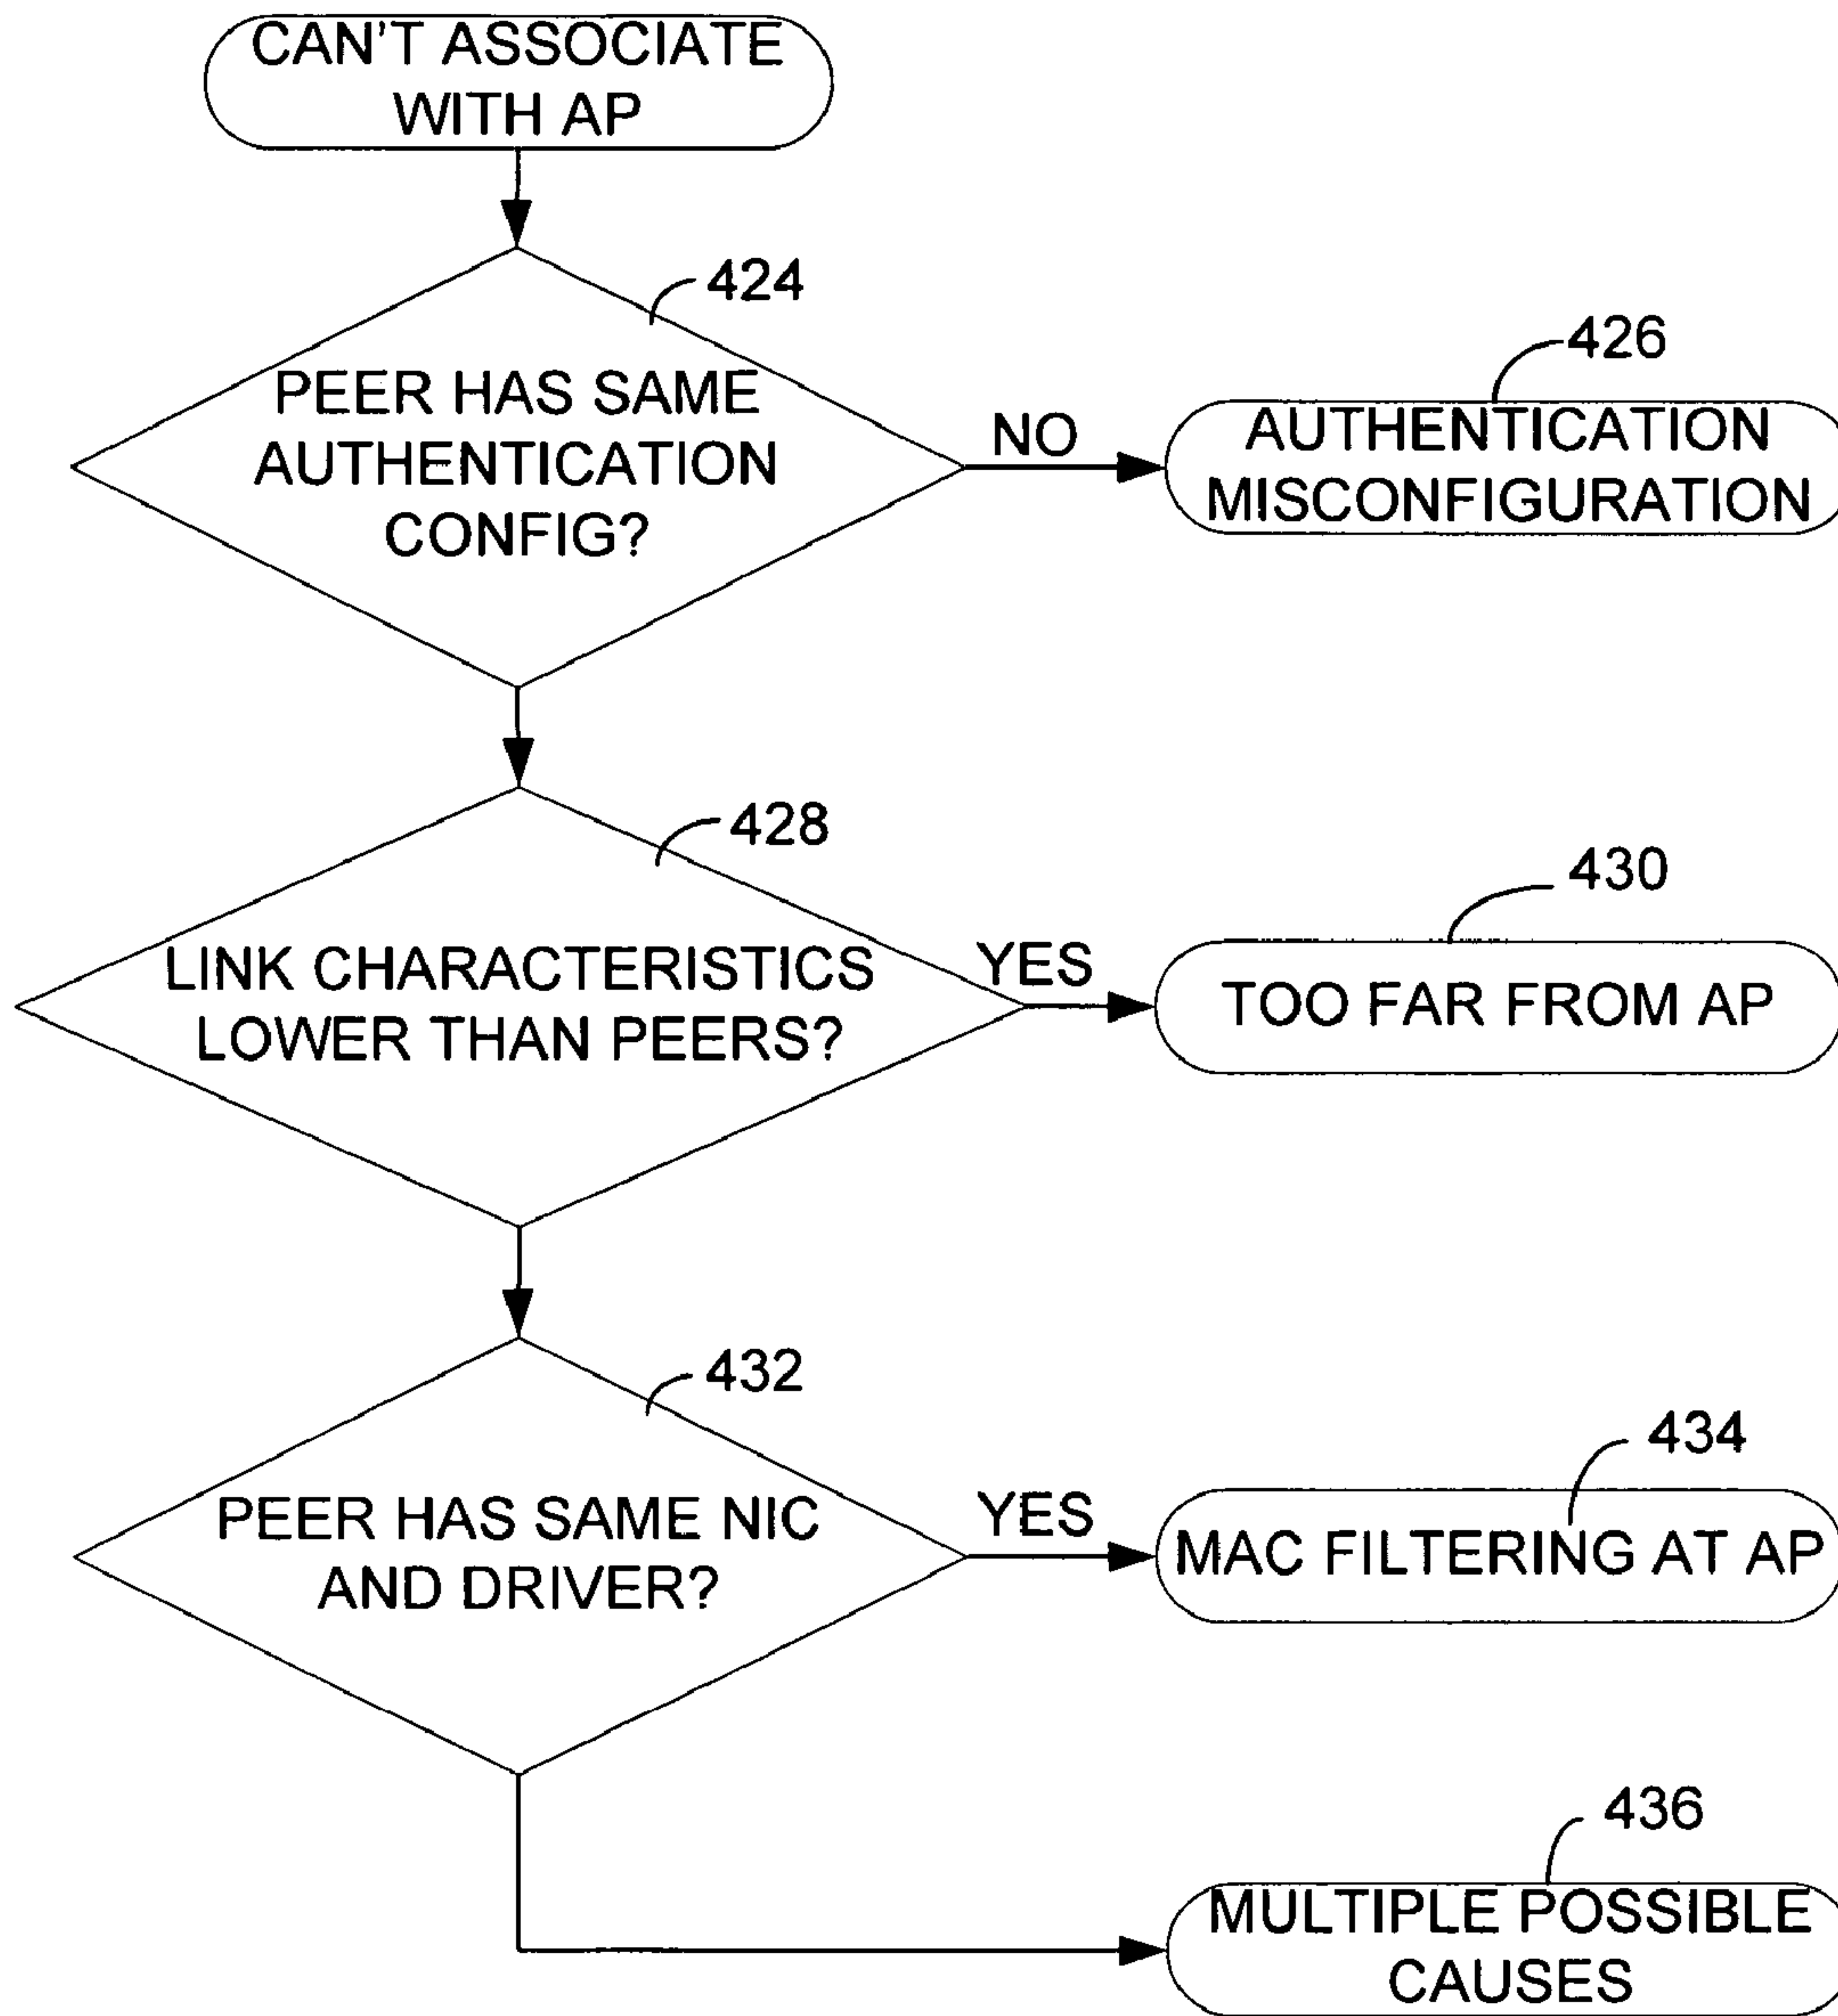 CAN'T ASSOCIATE
WITH AP
424
PEER HAS SAME
AUTHENTICATION
CONFIG?
NO
426
AUTHENTICATION
MISCONFIGURATION
428
LINK CHARACTERISTICS
LOWER THAN PEERS?
YES
430
TOO FAR FROM AP
432
PEER HAS SAME NIC
AND DRIVER?
YES
434
MAC FILTERING AT AP
436
MULTIPLE POSSIBLE
CAUSES